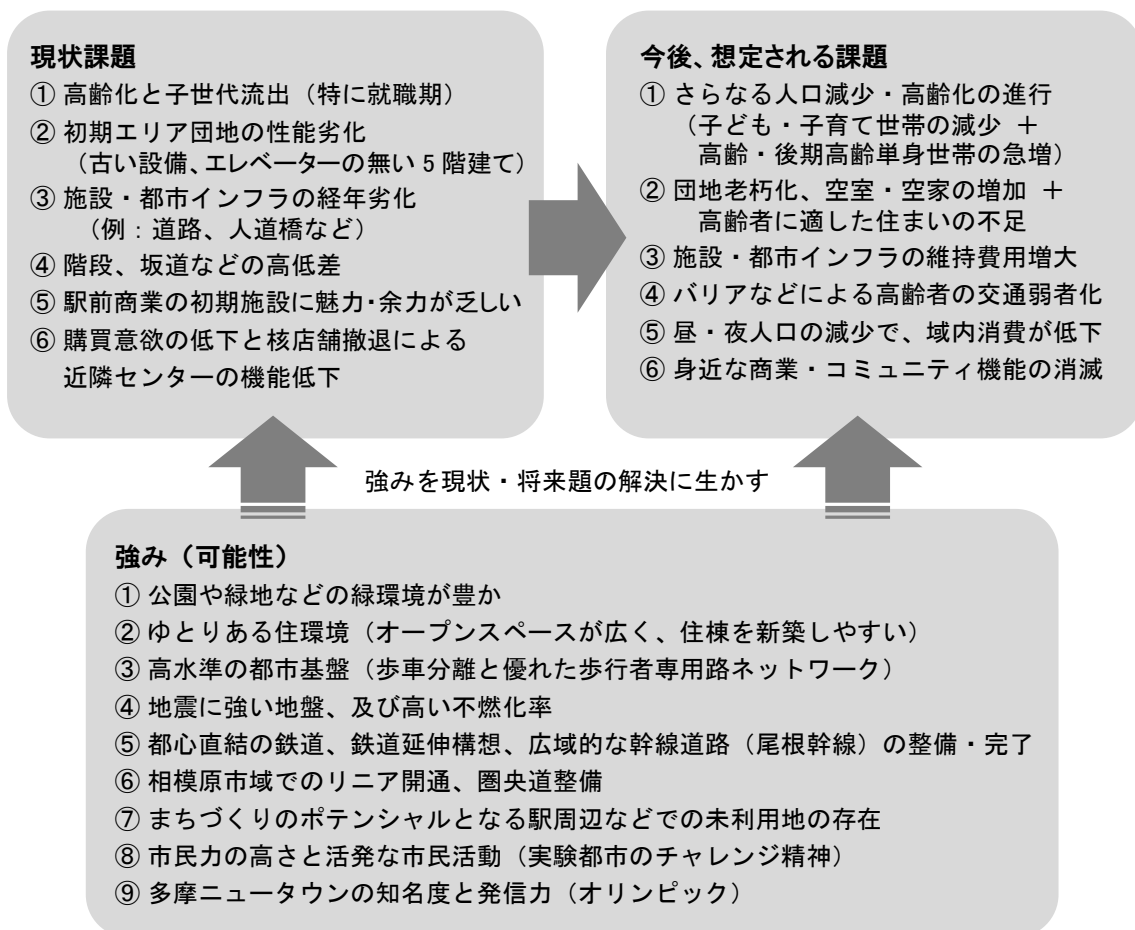 現状課題
① 高齢化と子世代流出（特に就職期）
② 初期エリア団地の性能劣化
（古い設備、エレベーターの無い 5 階建て）
③ 施設・都市インフラの経年劣化
（例：道路、人道橋など）
④ 階段、坂道などの高低差
⑤ 駅前商業の初期施設に魅力・余力が乏しい
⑥ 購買意欲の低下と核店舗撤退による
近隣センターの機能低下
今後、想定される課題
① さらなる人口減少・高齢化の進行
（子ども・子育て世帯の減少 ＋
高齢・後期高齢単身世帯の急増）
② 団地老朽化、空室・空家の増加 ＋
高齢者に適した住まいの不足
③ 施設・都市インフラの維持費用増大
④ バリアなどによる高齢者の交通弱者化
⑤ 昼・夜人口の減少で、域内消費が低下
⑥ 身近な商業・コミュニティ機能の消滅
強みを現状・将来題の解決に生かす
強み（可能性）
① 公園や緑地などの緑環境が豊か
② ゆとりある住環境（オープンスペースが広く、住棟を新築しやすい）
③ 高水準の都市基盤（歩車分離と優れた歩行者専用路ネットワーク）
④ 地震に強い地盤、及び高い不燃化率
⑤ 都心直結の鉄道、鉄道延伸構想、広域的な幹線道路（尾根幹線）の整備・完了
⑥ 相模原市域でのリニア開通、圏央道整備
⑦ まちづくりのポテンシャルとなる駅周辺などでの未利用地の存在
⑧ 市民力の高さと活発な市民活動（実験都市のチャレンジ精神）
⑨ 多摩ニュータウンの知名度と発信力（オリンピック）